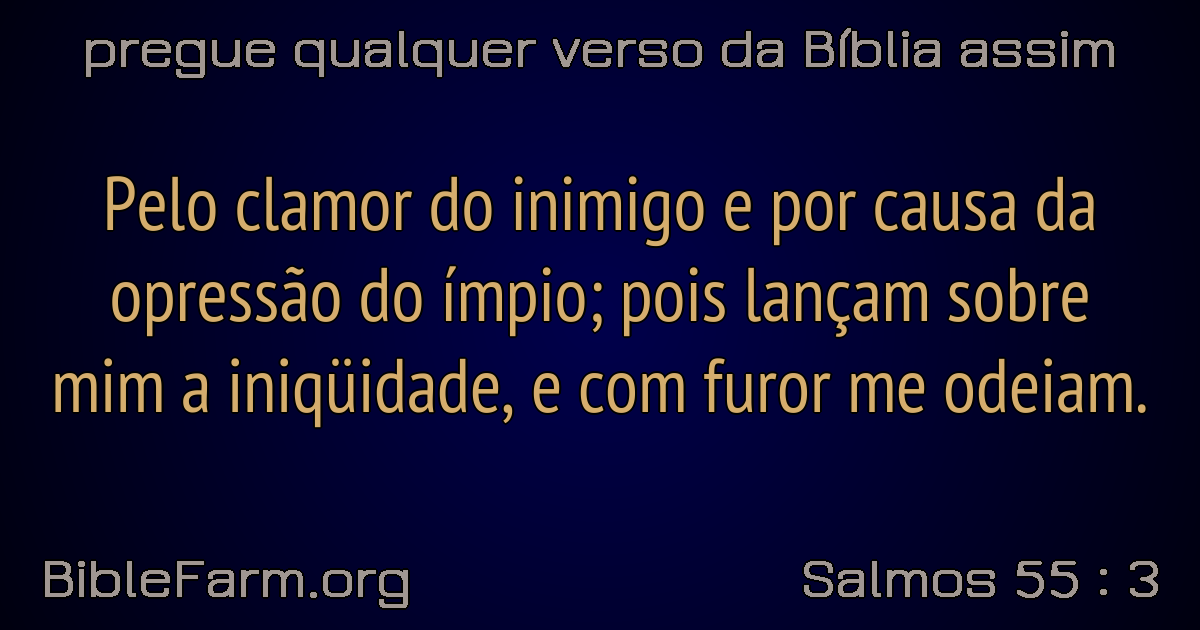 pregue qualquer verso da Bíblia assim
Pelo clamor do inimigo e por causa da
opressão do ímpio; pois lançam sobre
mim a iniqüidade, e com furor me odeiam.
BibleFarm.org
Salmos 55 : 3